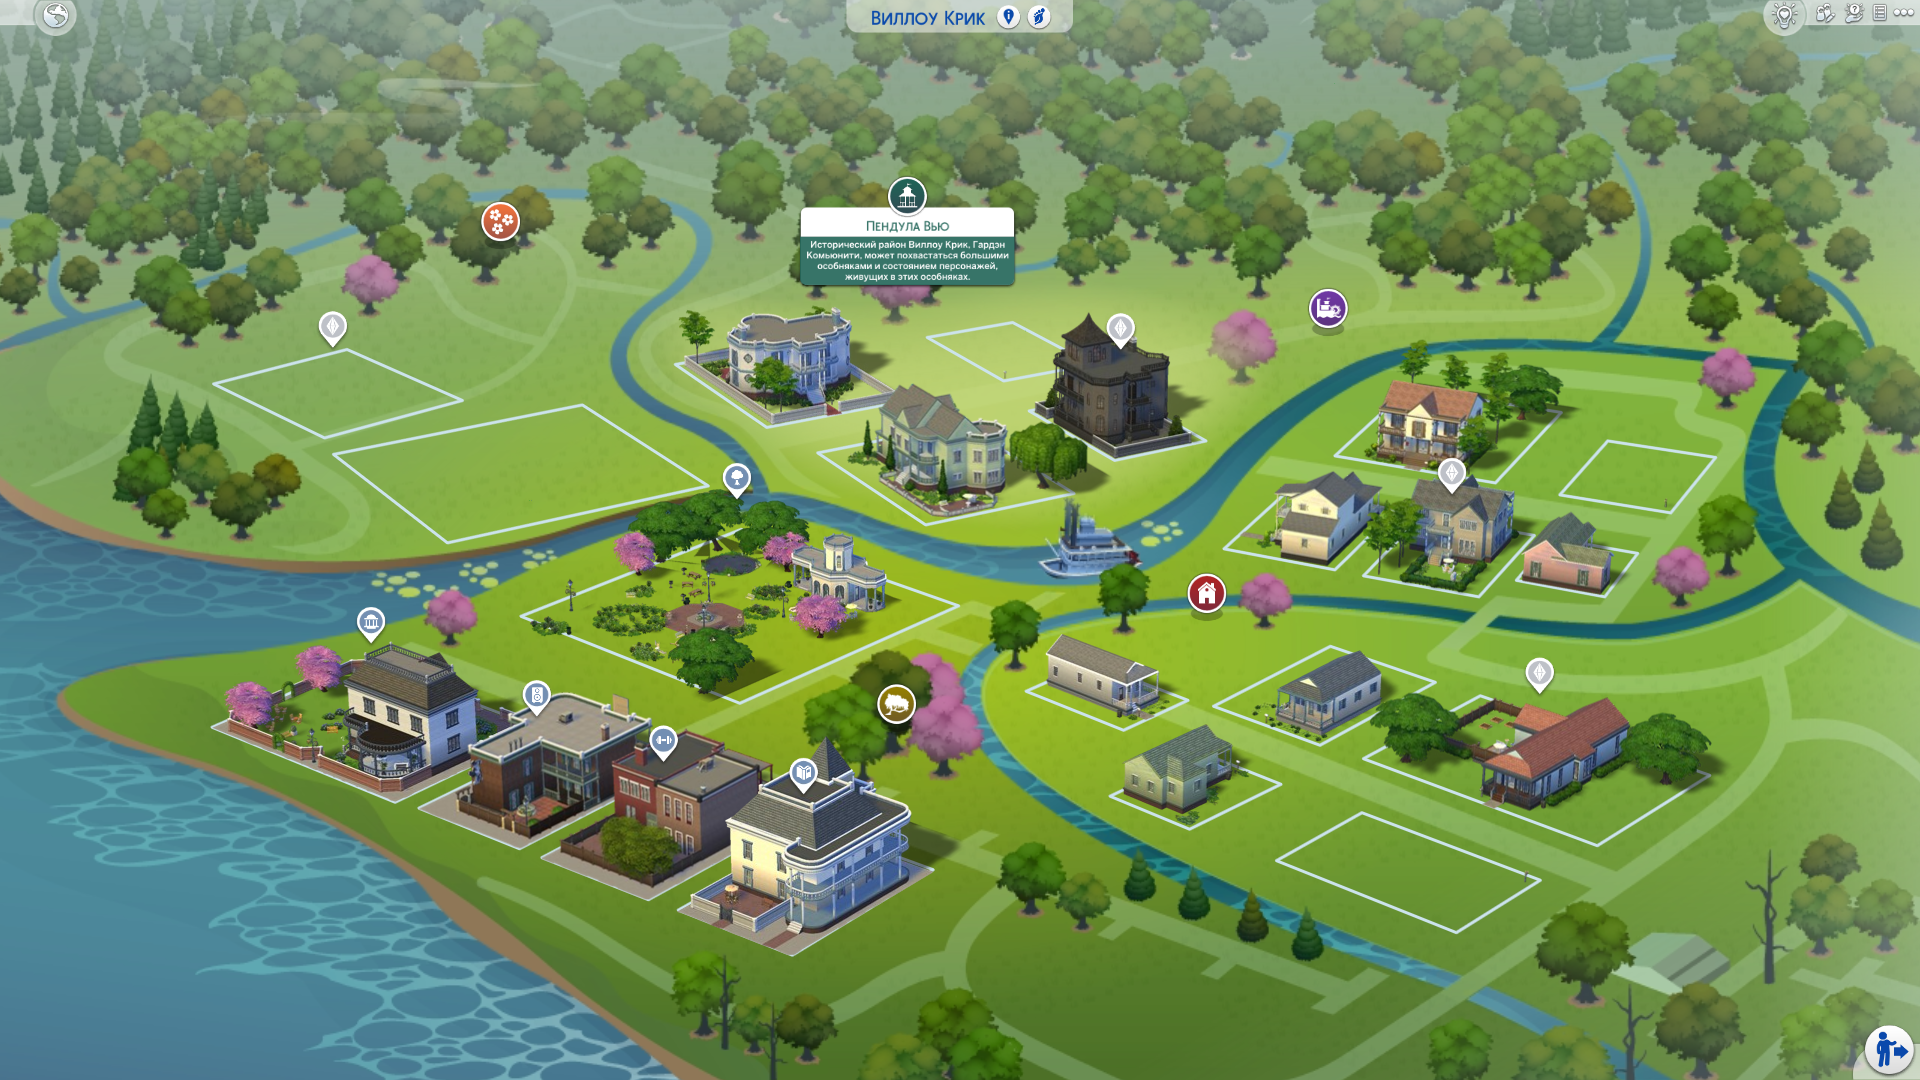 Виллоу Крик
Пендула Вью
Исторический район Виллоу Крик, Гардэн
Комьюнити, может похвастаться большими
особняками и состоянием персонажей,
живущих в этих особняках.